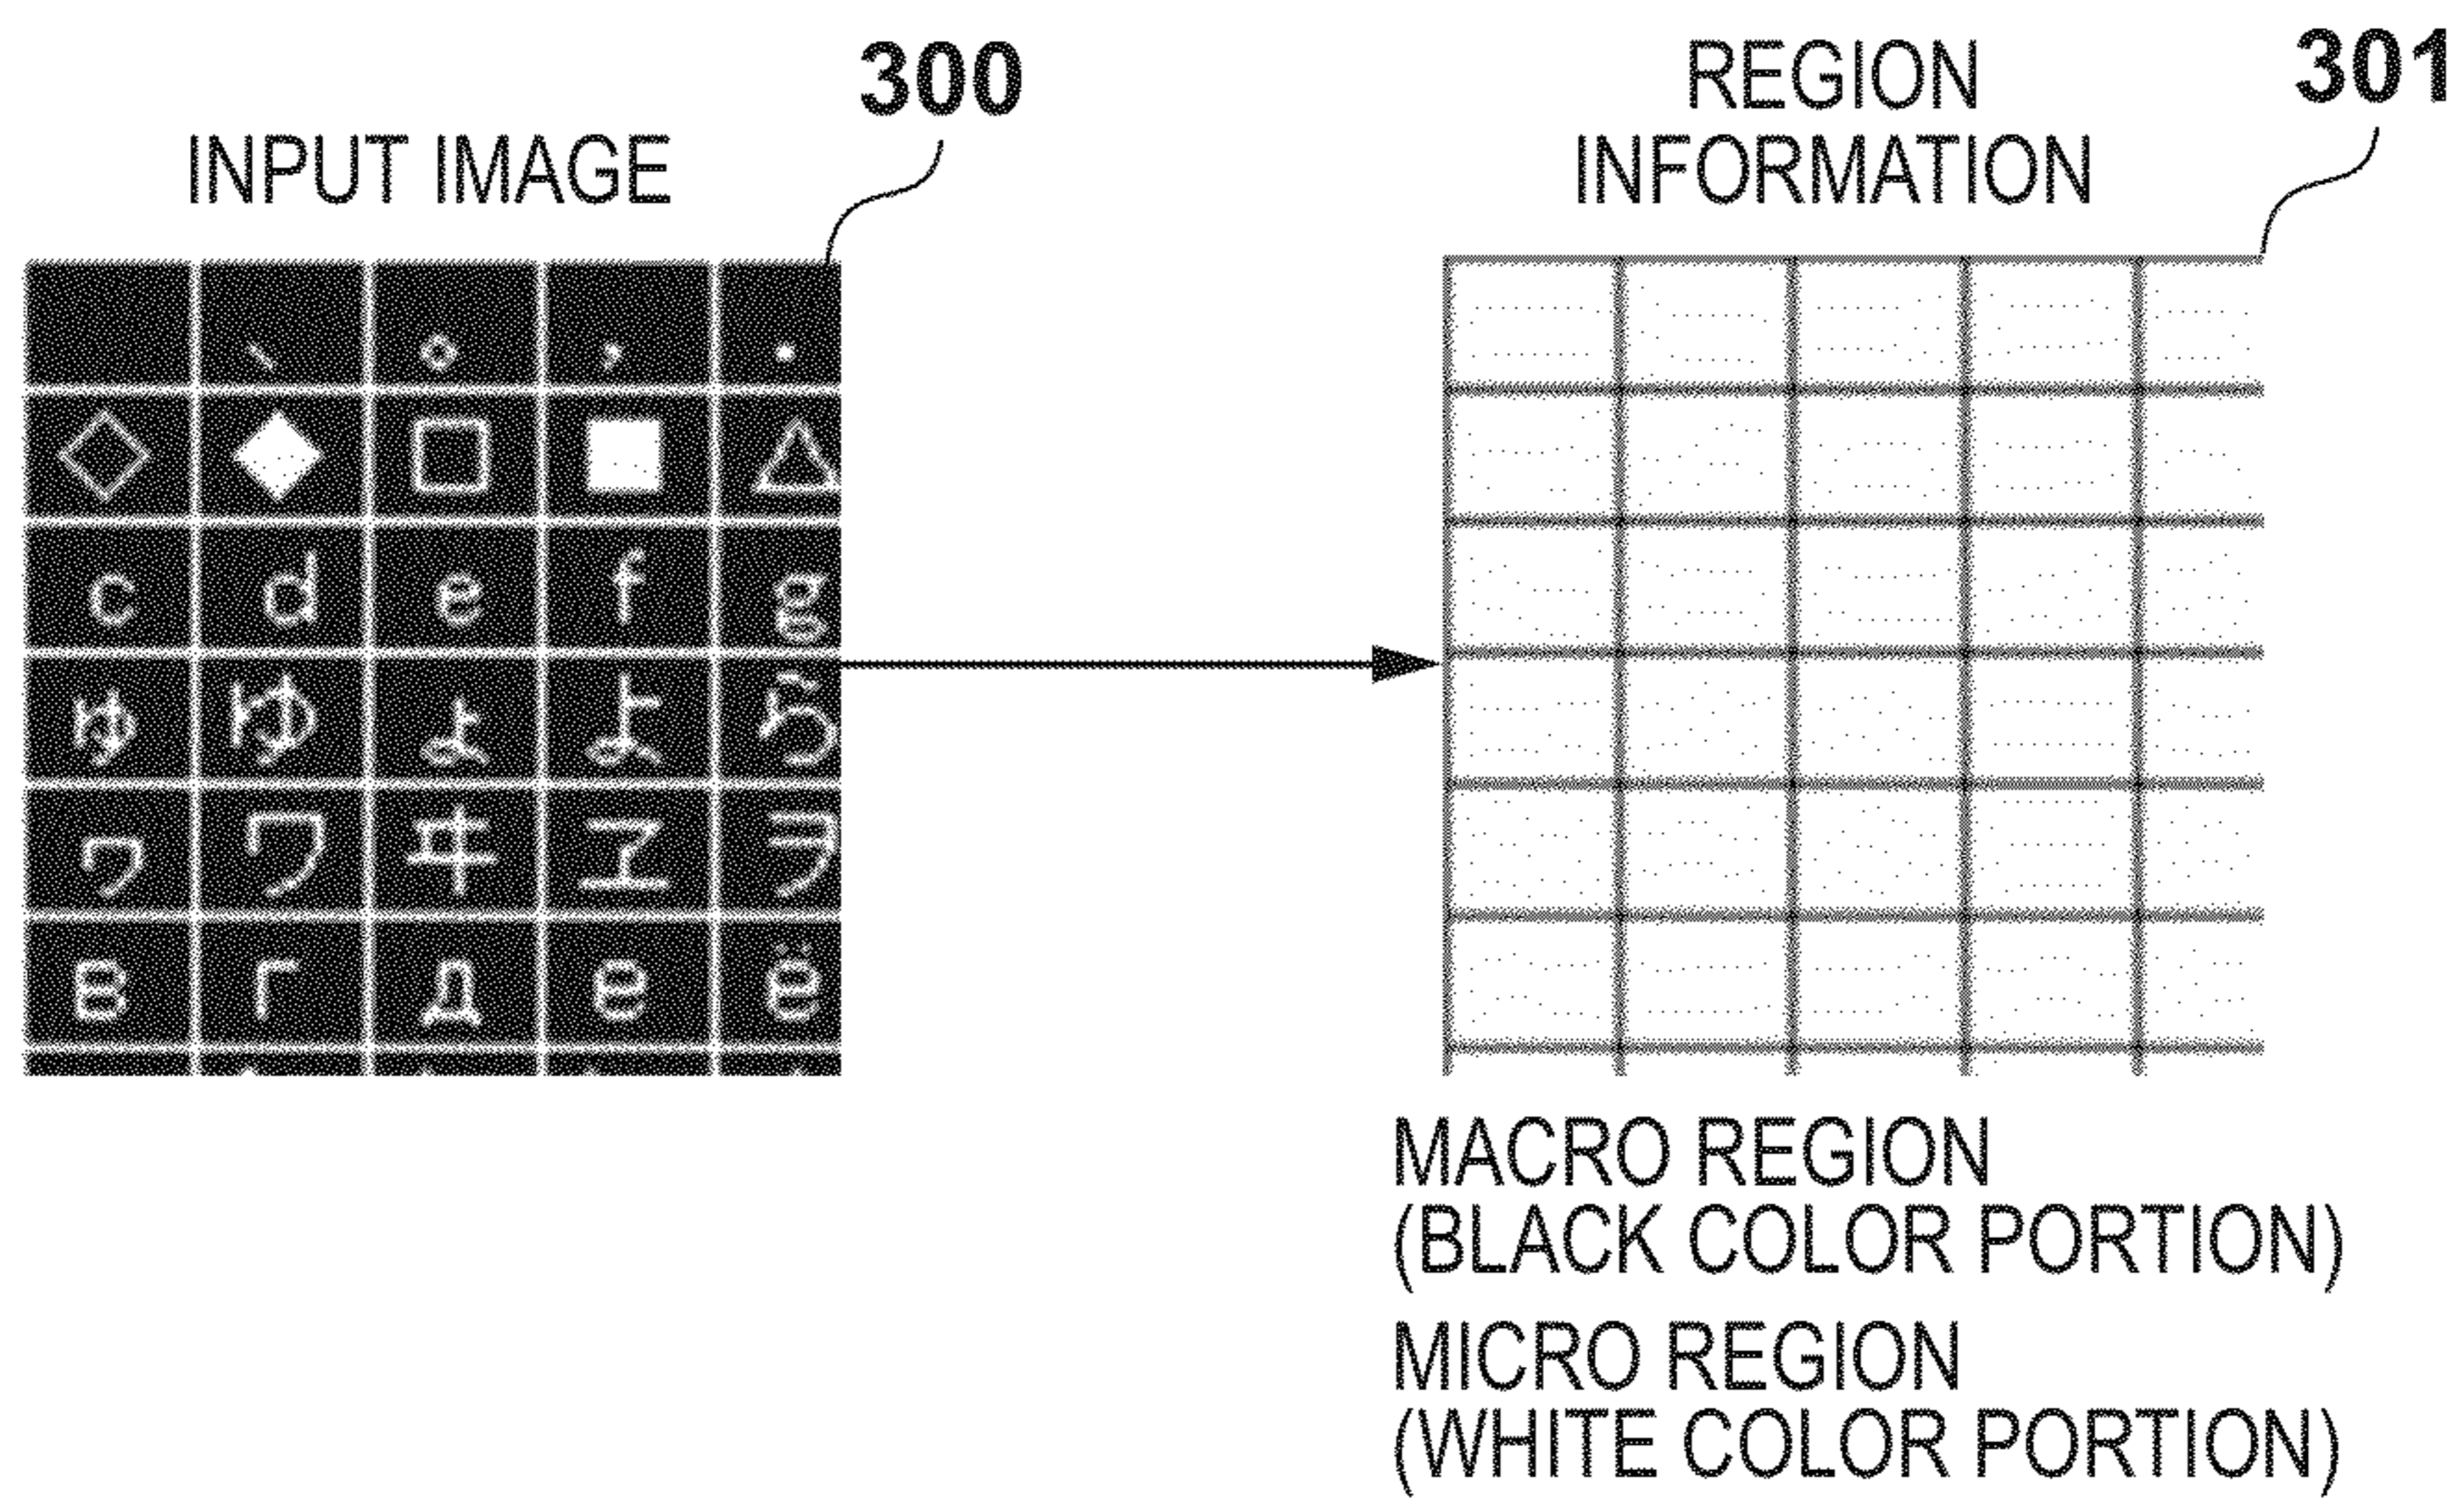 300
INPUT IMAGE
、 。 ， ．
◇ ◆ □ ■ △
c d e f g
ゅ ゆ ょ よ ら
ヮ ワ ヰ ヱ ヲ
в г д е ё
301
REGION
INFORMATION
MACRO REGION
(BLACK COLOR PORTION)
MICRO REGION
(WHITE COLOR PORTION)